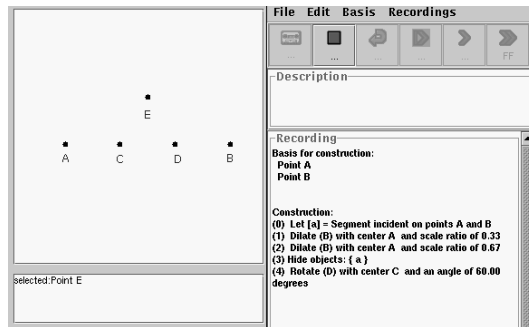 File Edit Basis Recordings
...
...
...
...
...
FF
Description
E
A
C
D
B
Recording
Basis for construction:
Point A
Point B
Construction:
(0) Let [a] = Segment incident on points A and B
(1) Dilate (B) with center A and scale ratio of 0.33
(2) Dilate (B) with center A and scale ratio of 0.67
(3) Hide objects: { a }
(4) Rotate (D) with center C and an angle of 60.00
degrees
selected:Point E